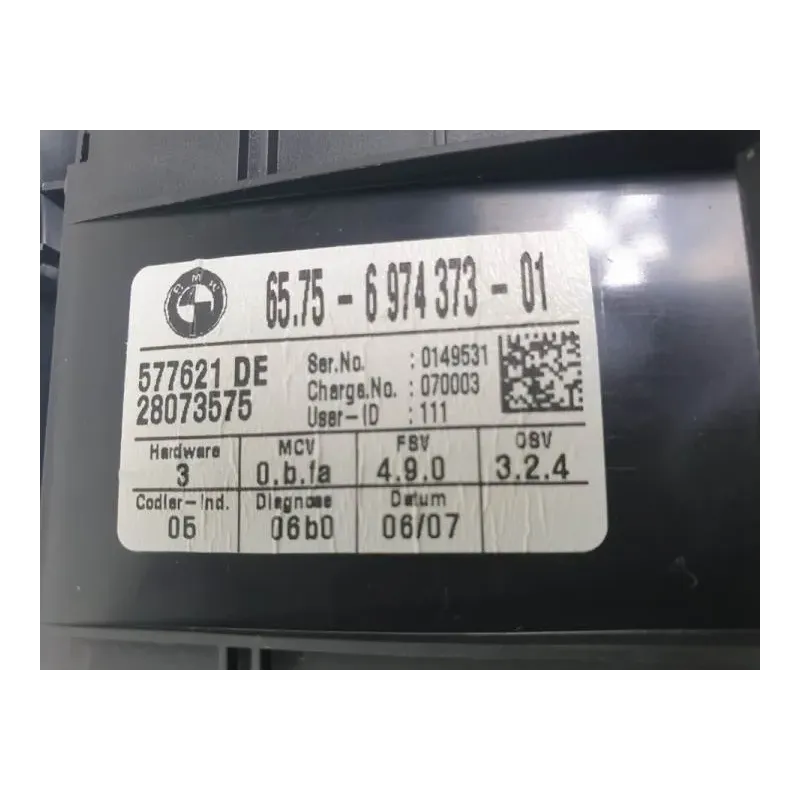 BMW
65.75 - 6 974 373 - 01
577621 DE
28073575
Ser.No. : 0149531
Charge.No. : 070003
User-ID : 111
Hardware MCV FSV OSV
3 0.b.fa 4.9.0 3.2.4
Codier-Ind. Diagnose Datum
05 06b0 06/07